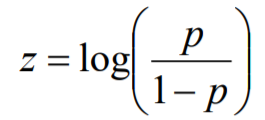 z = log(p / (1 − p))